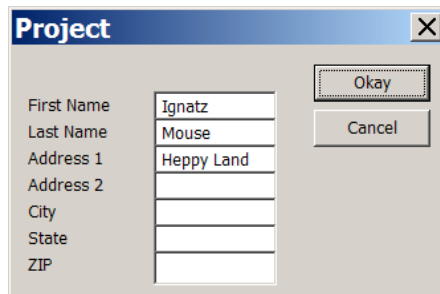 Project
Okay
First Name Ignatz
Last Name Mouse
Cancel
Address 1 Heppy Land
Address 2
City
State
ZIP